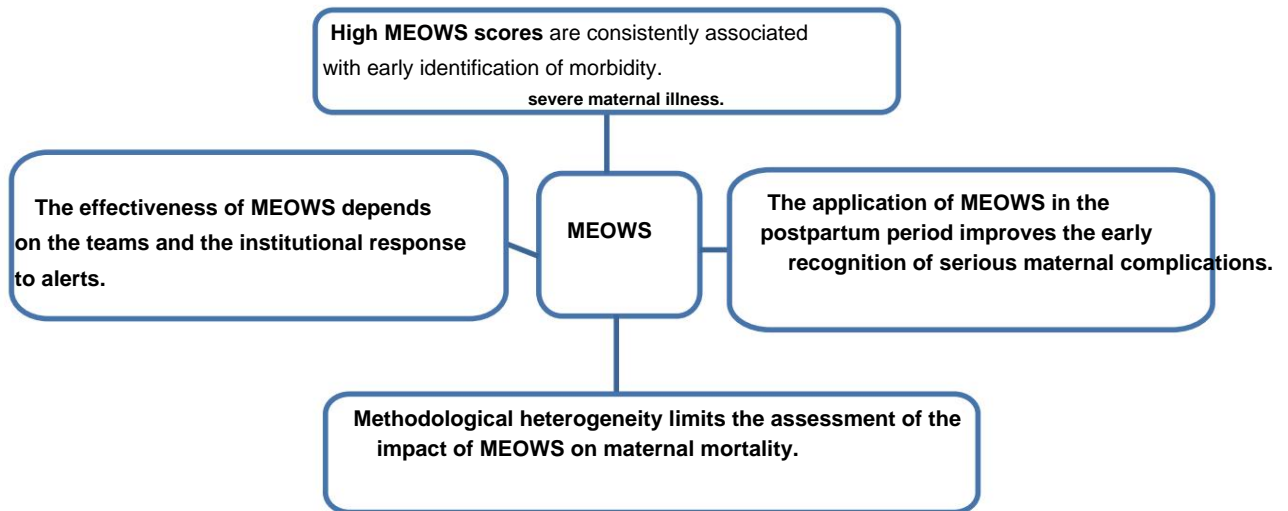 High MEOWS scores are consistently associated
with early identification of morbidity.
severe maternal illness.
The effectiveness of MEOWS depends
on the teams and the institutional response
to alerts.
MEOWS
The application of MEOWS in the
postpartum period improves the early
recognition of serious maternal complications.
Methodological heterogeneity limits the assessment of the
impact of MEOWS on maternal mortality.